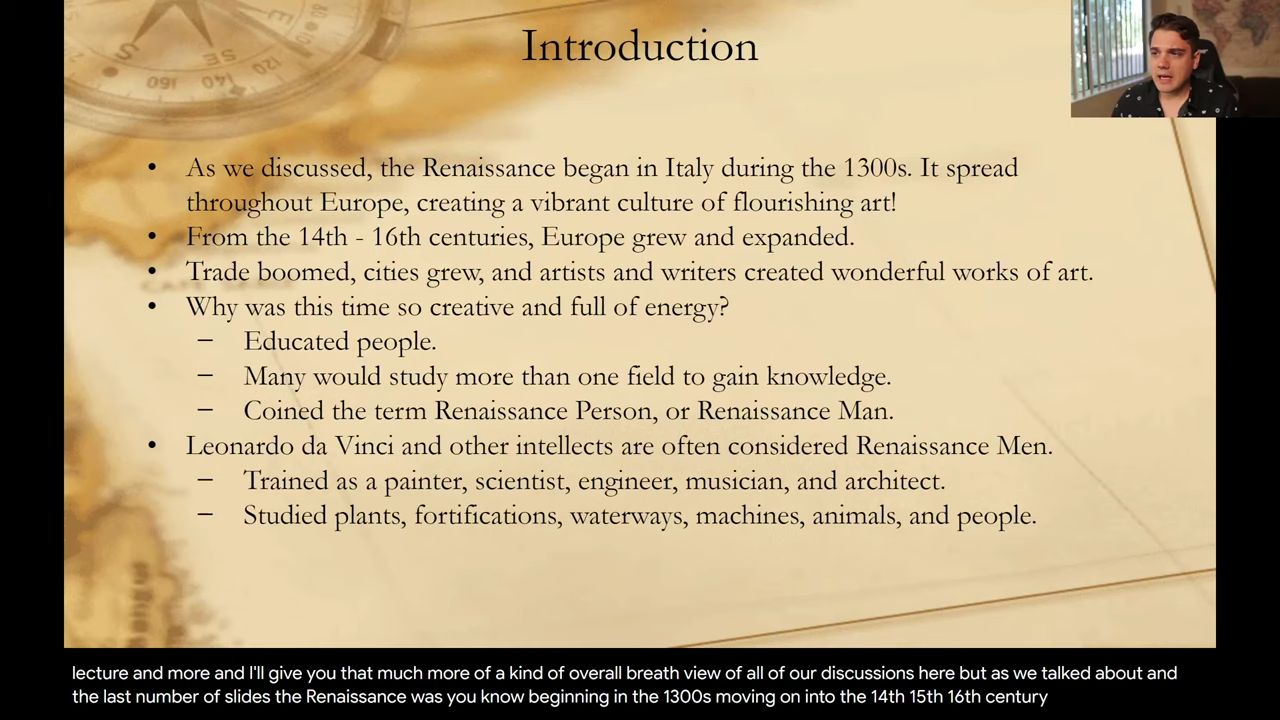 Introduction
S
SE
160
140
120
80
E
• As we discussed, the Renaissance began in Italy during the 1300s. It spread
throughout Europe, creating a vibrant culture of flourishing art!
• From the 14th - 16th centuries, Europe grew and expanded.
• Trade boomed, cities grew, and artists and writers created wonderful works of art.
• Why was this time so creative and full of energy?
– Educated people.
– Many would study more than one field to gain knowledge.
– Coined the term Renaissance Person, or Renaissance Man.
• Leonardo da Vinci and other intellects are often considered Renaissance Men.
– Trained as a painter, scientist, engineer, musician, and architect.
– Studied plants, fortifications, waterways, machines, animals, and people.
lecture and more and I'll give you that much more of a kind of overall breath view of all of our discussions here but as we talked about and
the last number of slides the Renaissance was you know beginning in the 1300s moving on into the 14th 15th 16th century